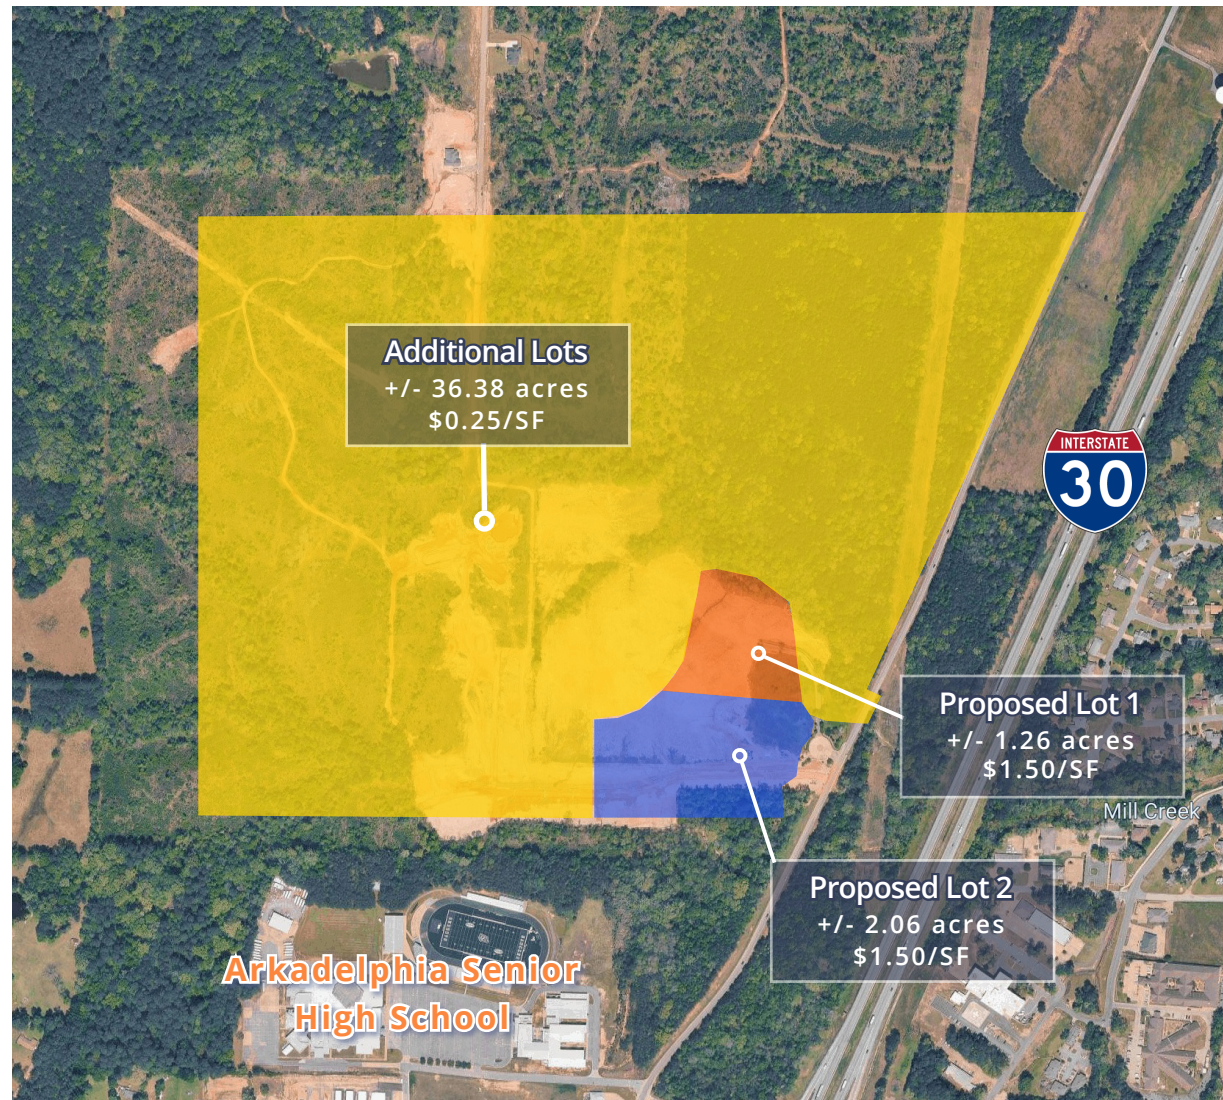 Additional Lots
+/- 36.38 acres
$0.25/SF
INTERSTATE
30
Proposed Lot 1
+/- 1.26 acres
$1.50/SF
Mill Creek
Proposed Lot 2
+/- 2.06 acres
$1.50/SF
Arkadelphia Senior
High School